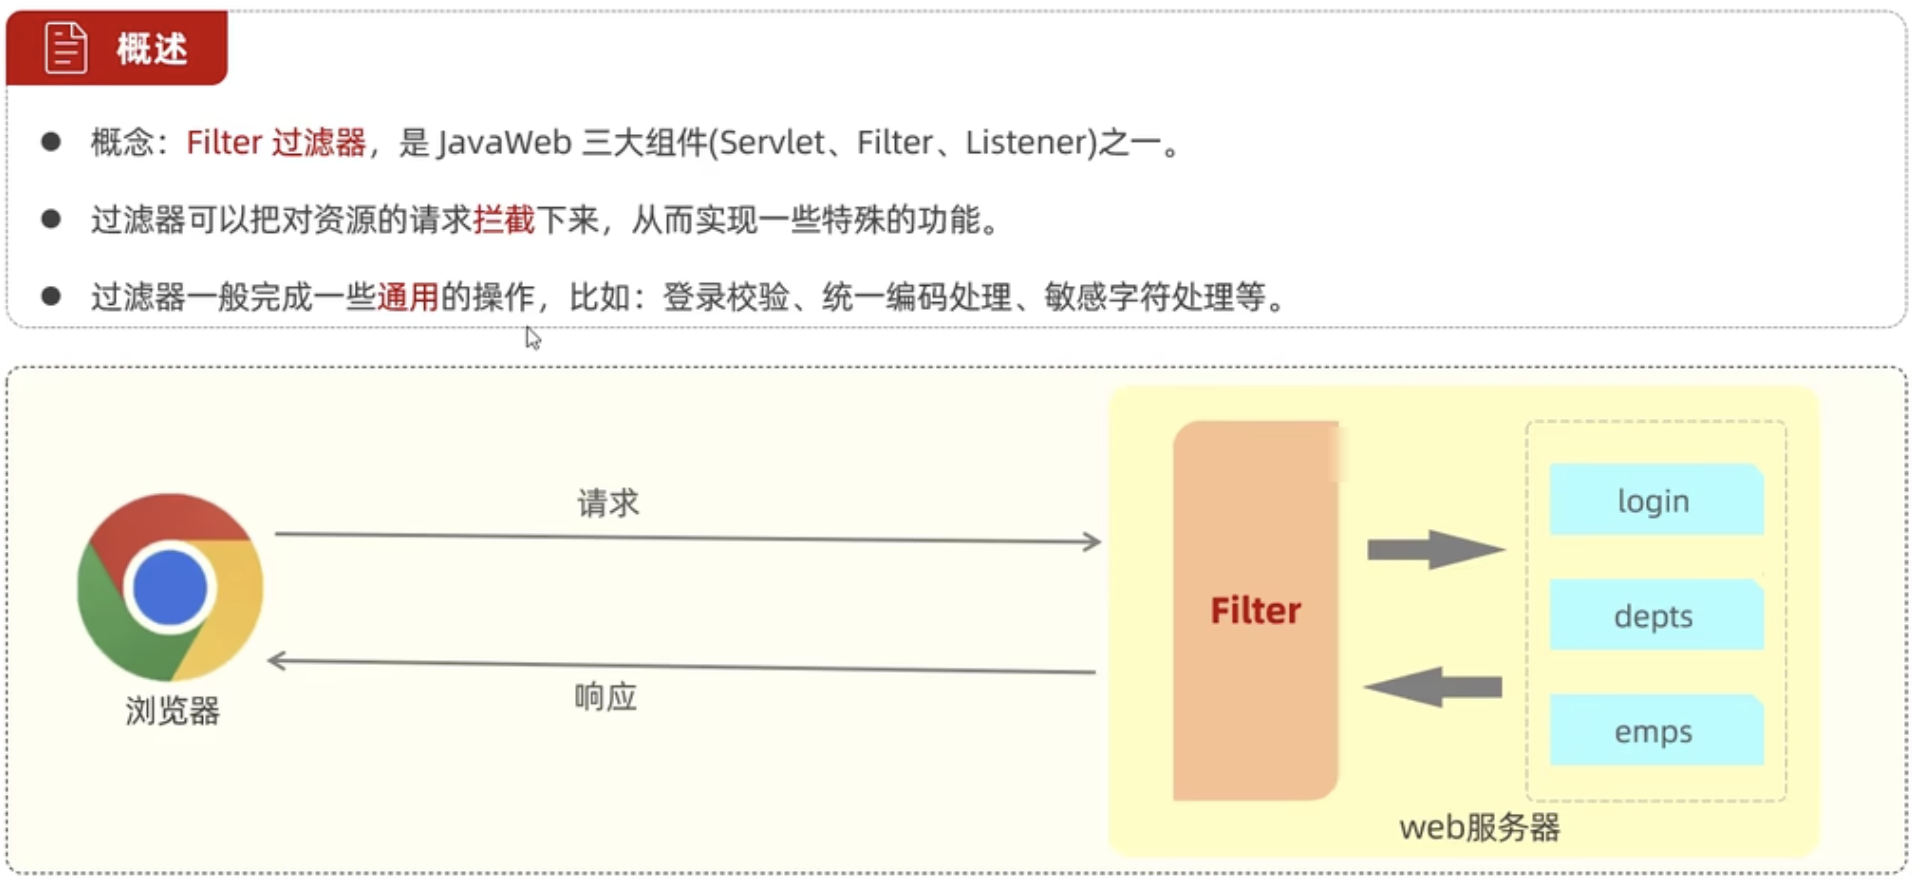 概述
概念：Filter 过滤器，是 JavaWeb 三大组件(Servlet、Filter、Listener)之一。
过滤器可以把对资源的请求拦截下来，从而实现一些特殊的功能。
过滤器一般完成一些通用的操作，比如：登录校验、统一编码处理、敏感字符处理等。
请求
响应
浏览器
Filter
login
depts
emps
web服务器